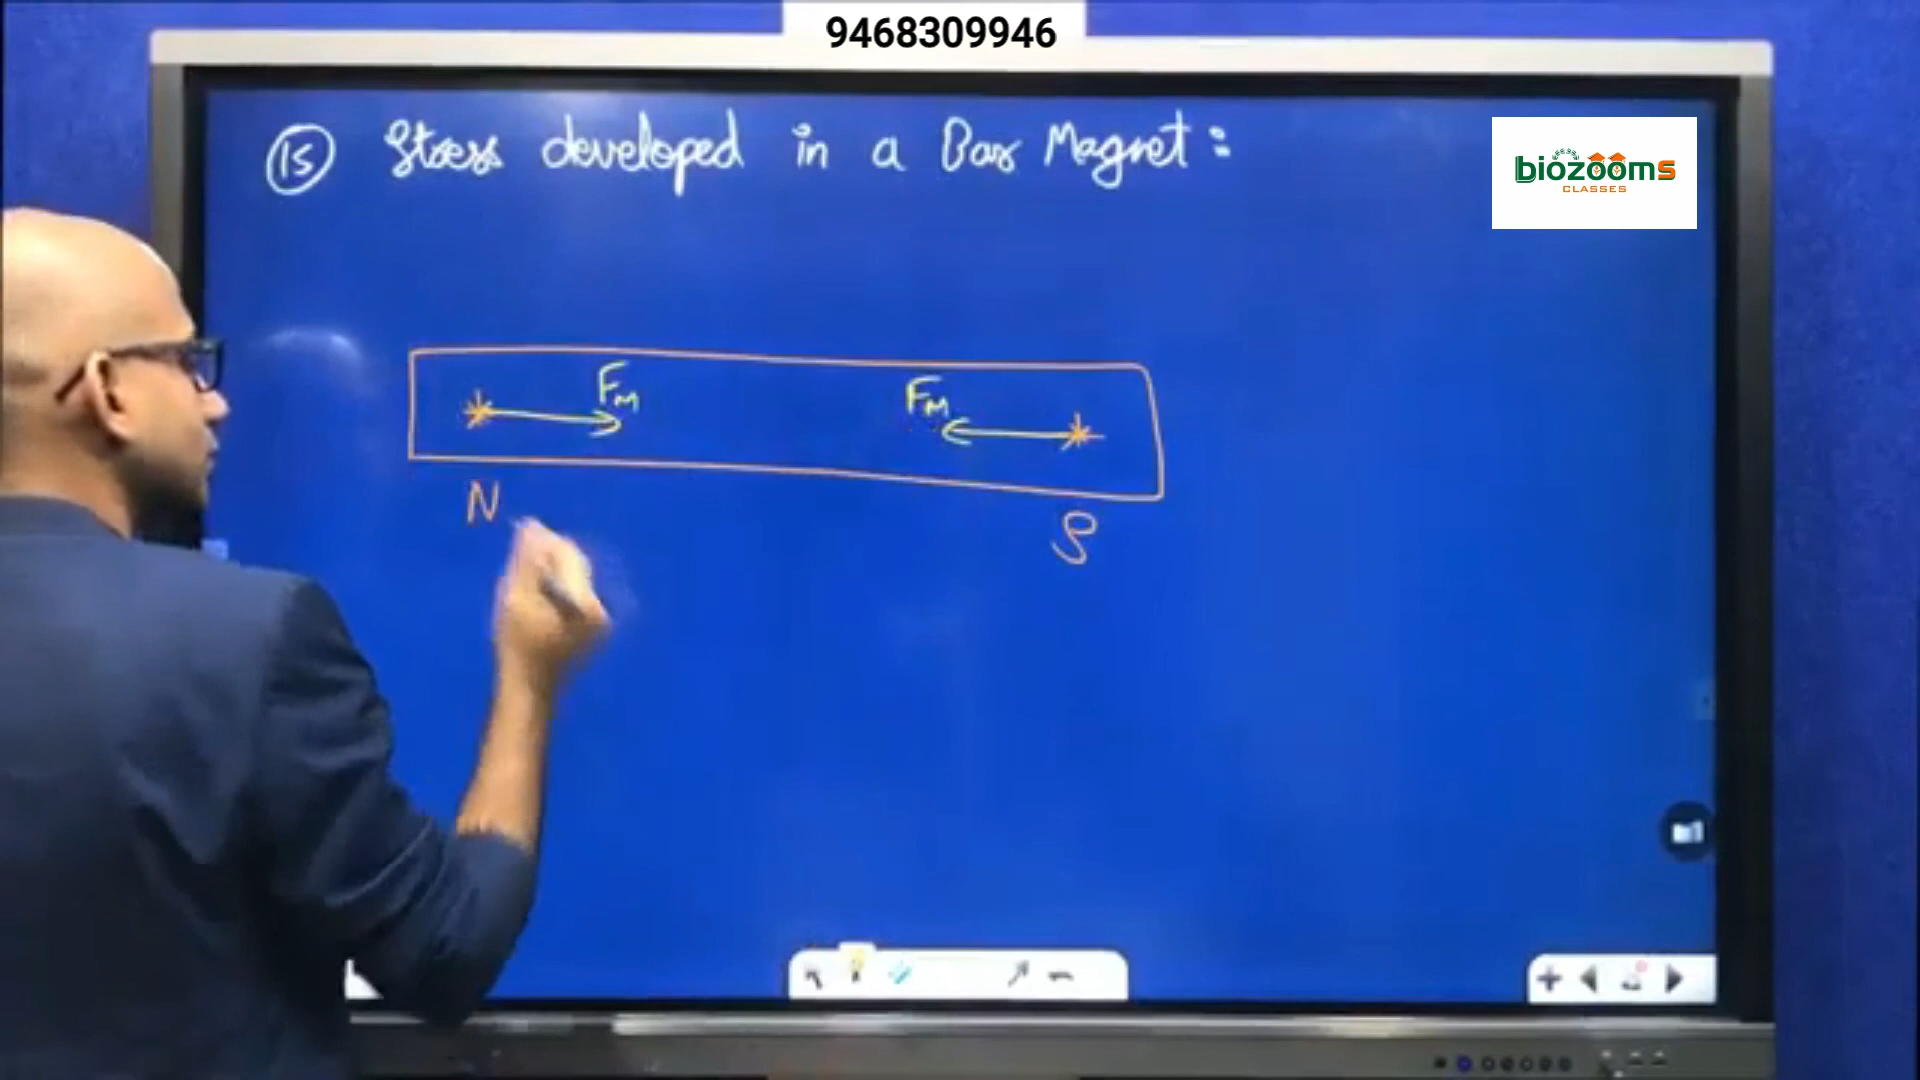 9468309946
15 Stress developed in a Bar Magnet :
biozooms
CLASSES
FM FM
N
S